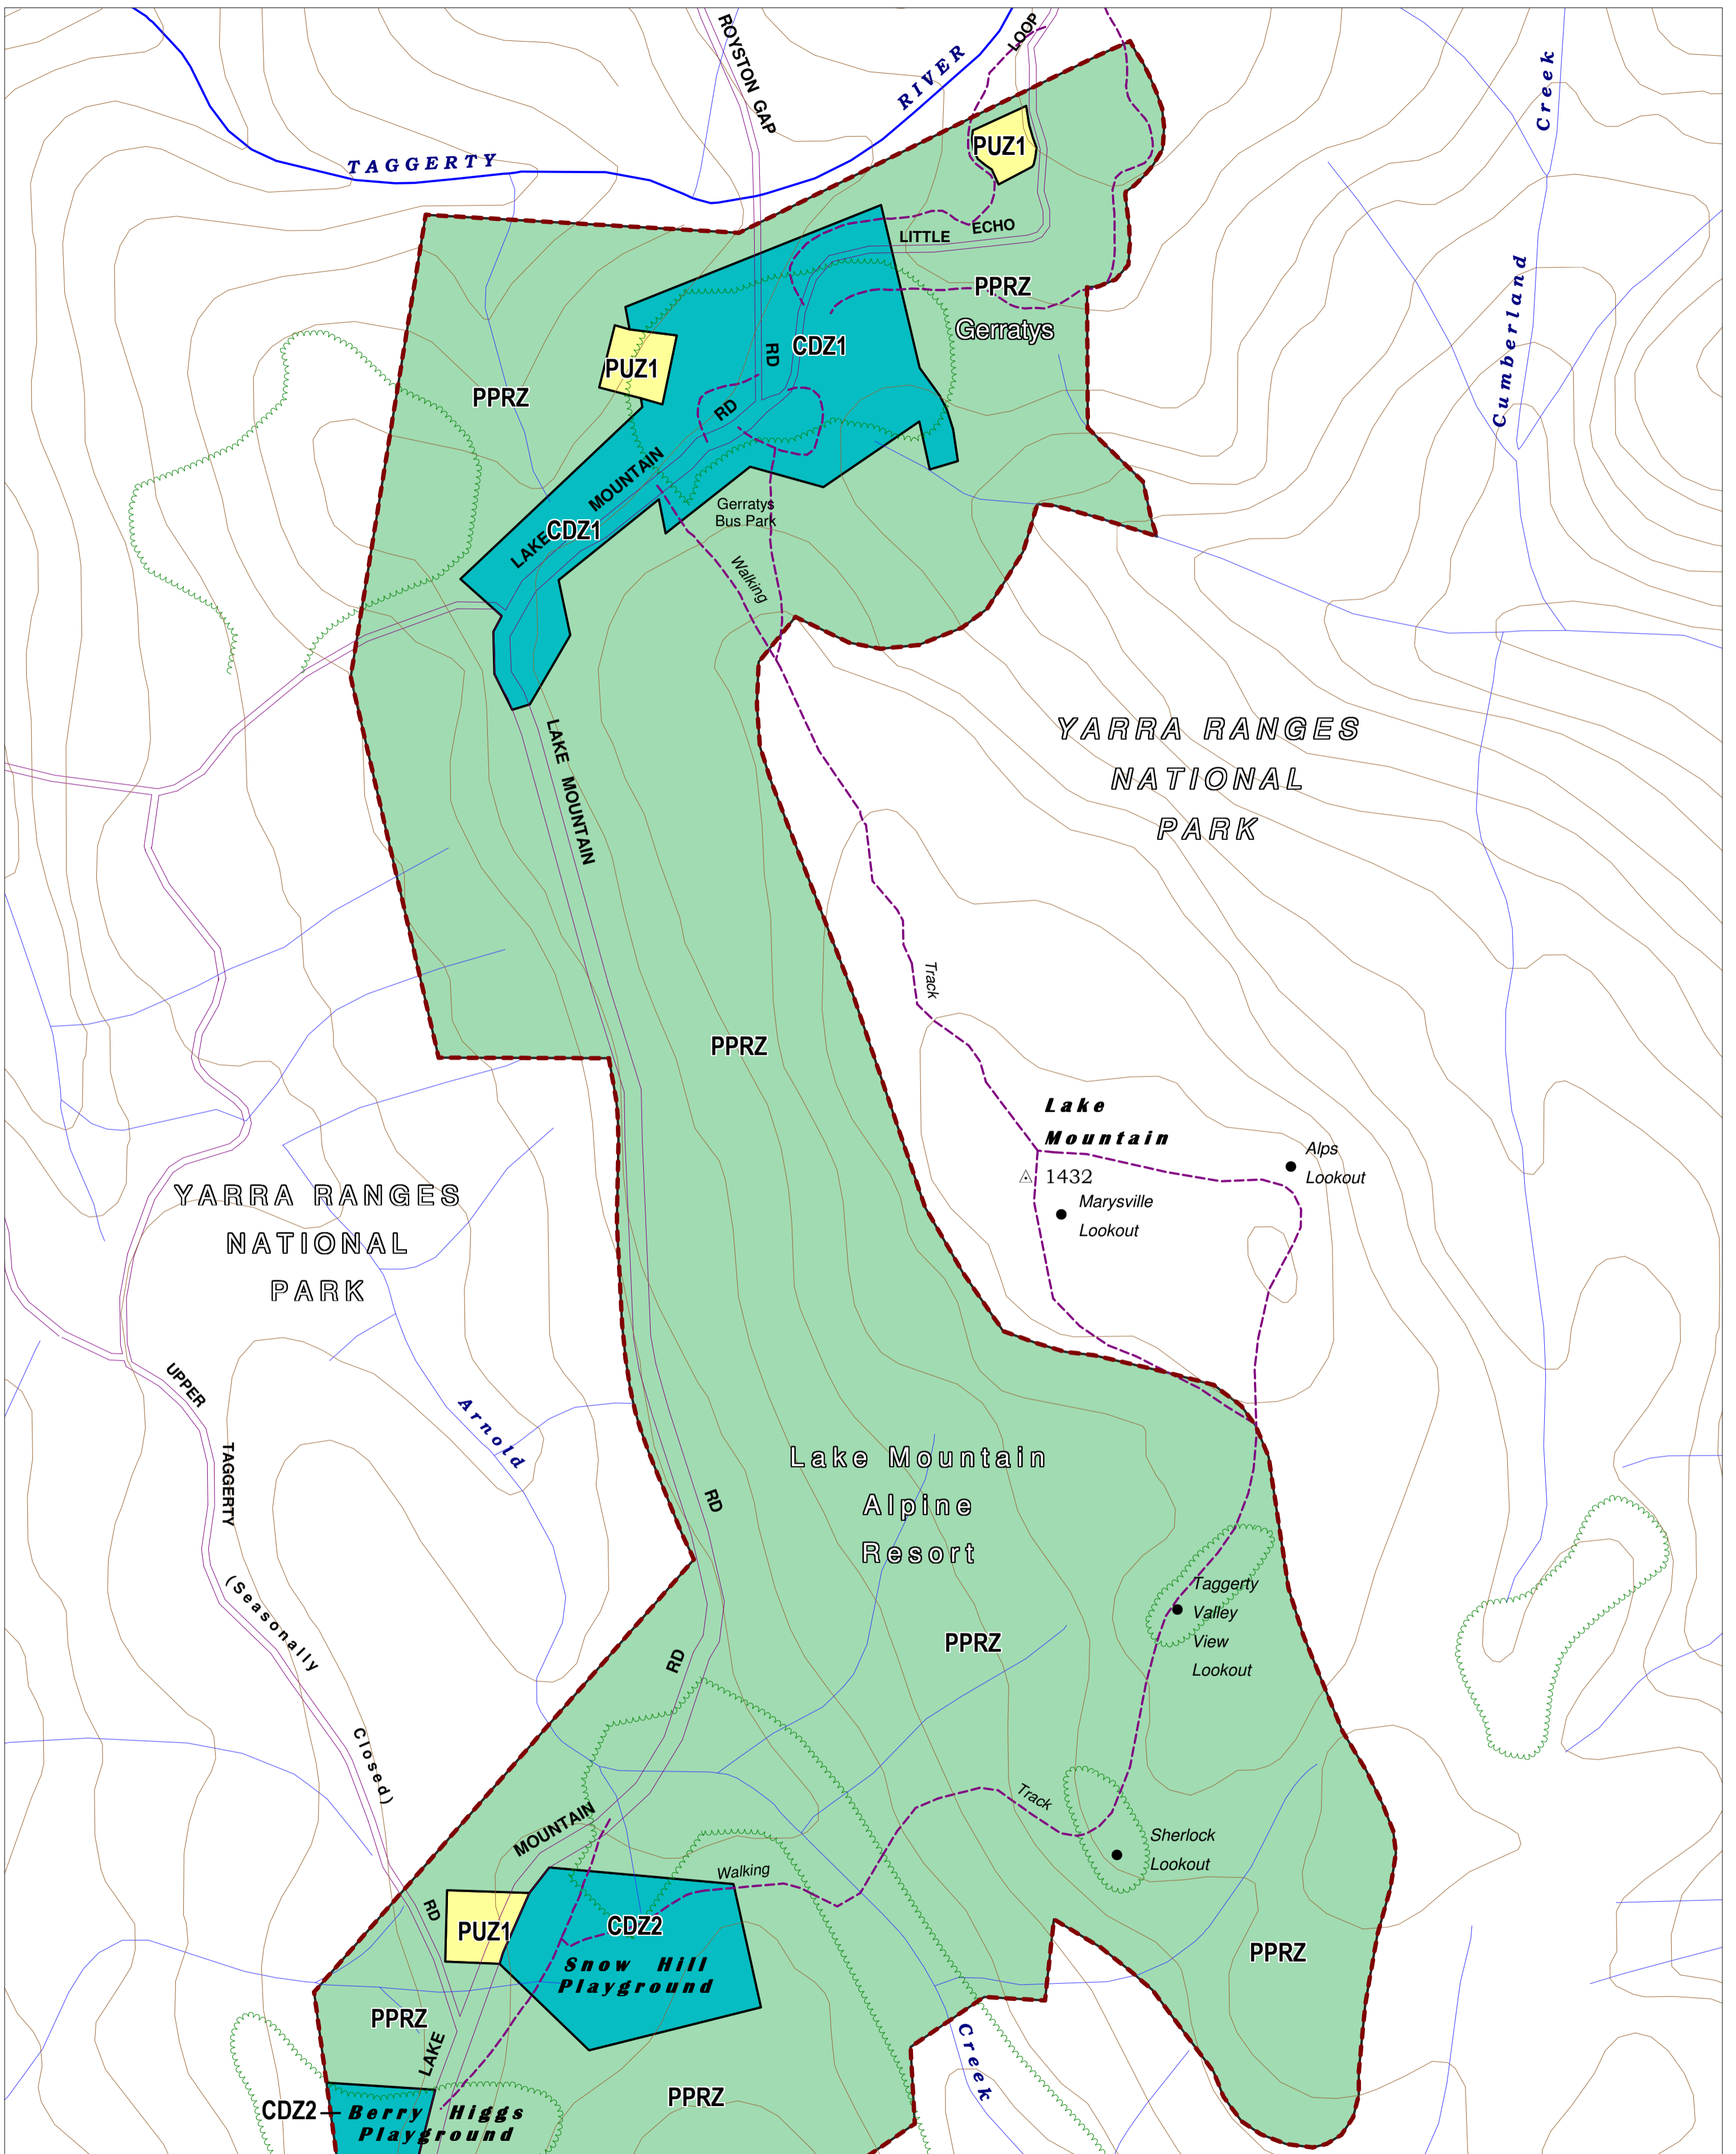 ROYSTON GAP
RIVER
LOOP
Creek
TAGGERTY
PUZ1
LITTLE ECHO
PPRZ
Gerratys
Cumberland
CDZ1
RD
PUZ1
PPRZ
RD
MOUNTAIN
LAKE
CDZ1
Gerratys
Bus Park
Walking
LAKE MOUNTAIN
YARRA RANGES
NATIONAL
PARK
Track
PPRZ
Lake
Mountain
1432
Alps
Lookout
Marysville
Lookout
YARRA RANGES
NATIONAL
PARK
UPPER
TAGGERTY
(Seasonally
Closed)
RD
Arnold
Lake Mountain
Alpine
Resort
RD
RD
PPRZ
Taggerty
Valley
View
Lookout
MOUNTAIN
Track
Sherlock
Lookout
Walking
PUZ1
CDZ2
Snow Hill
Playground
PPRZ
PPRZ
LAKE
Creek
PPRZ
CDZ2
Berry Higgs
Playground